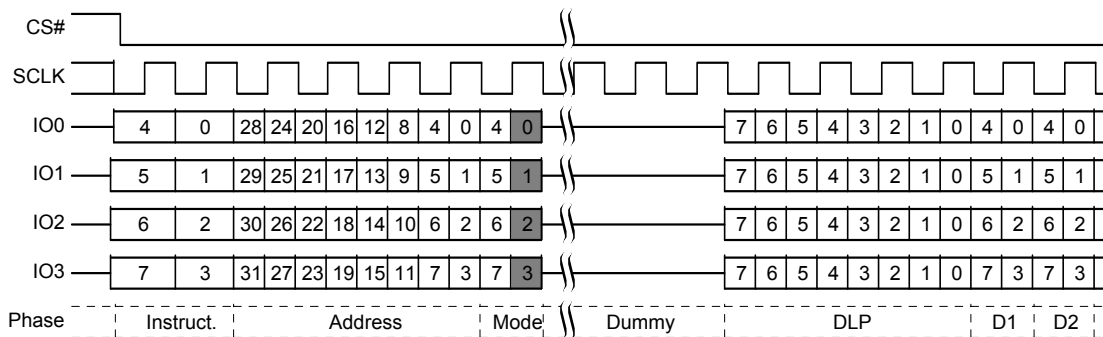 CS#
SCLK
IO0 4 0 28 24 20 16 12 8 4 0 4 0 7 6 5 4 3 2 1 0 4 0 4 0
IO1 5 1 29 25 21 17 13 9 5 1 5 1 7 6 5 4 3 2 1 0 5 1 5 1
IO2 6 2 30 26 22 18 14 10 6 2 6 2 7 6 5 4 3 2 1 0 6 2 6 2
IO3 7 3 31 27 23 19 15 11 7 3 7 3 7 6 5 4 3 2 1 0 7 3 7 3
Phase Instruct. Address Mode Dummy DLP D1 D2